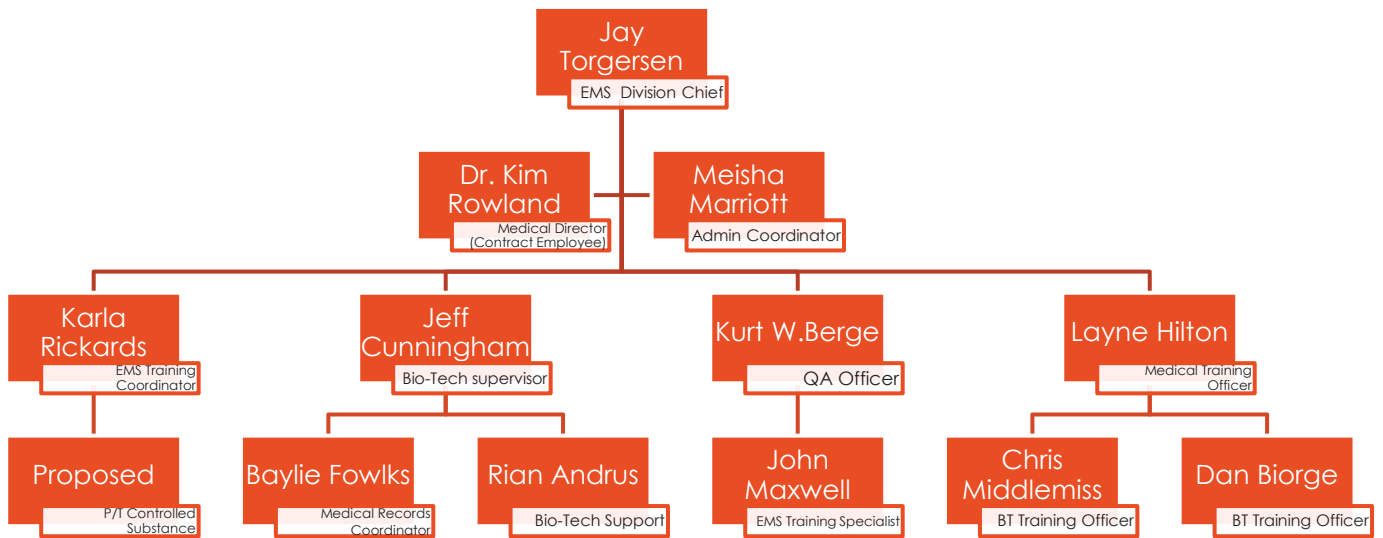 Jay
Torgersen
EMS  Division Chief
Dr. Kim
Rowland
Medical Director
(Contract Employee)
Meisha
Marriott
Admin Coordinator
Karla
Rickards
EMS Training
Coordinator
Jeff
Cunningham
Bio-Tech supervisor
Kurt W.Berge
QA Officer
Layne Hilton
Medical Training
Officer
Proposed
P/T Controlled
Substance
Baylie Fowlks
Medical Records
Coordinator
Rian Andrus
Bio-Tech Support
John
Maxwell
EMS Training Specialist
Chris
Middlemiss
BT Training Officer
Dan Biorge
BT Training Officer